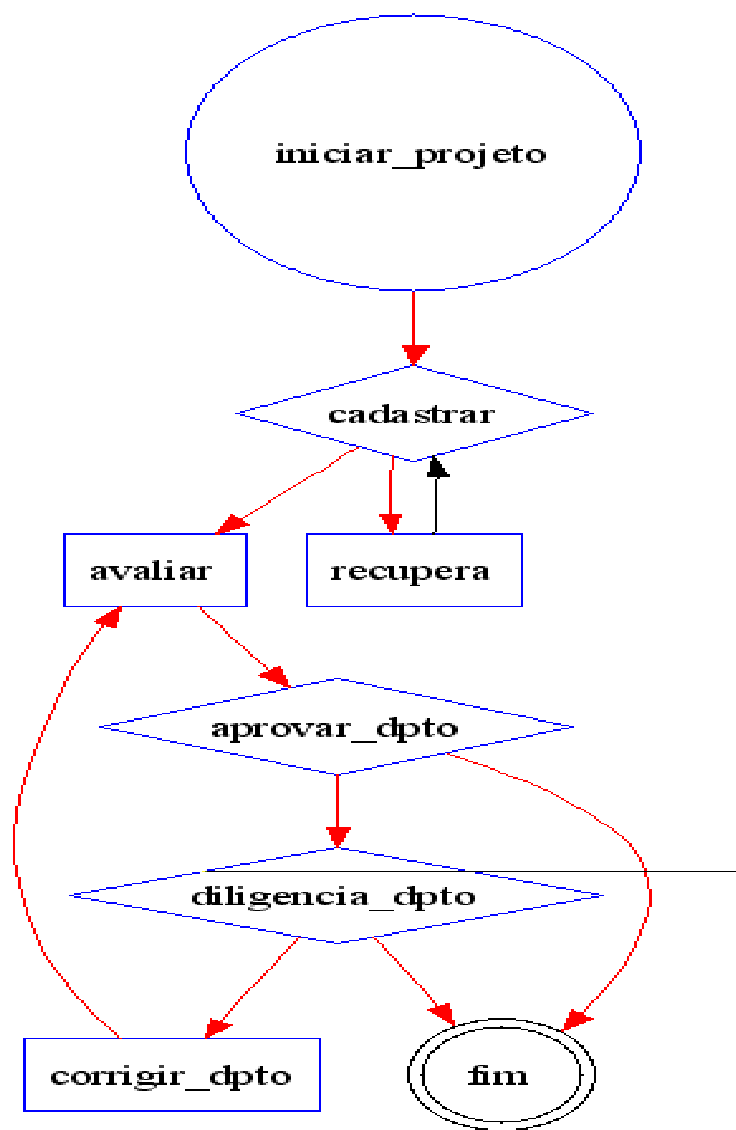 iniciar_projeto
cadastrar
avaliar
recupera
aprovar_dpto
diligencia_dpto
corrigir_dpto
fim